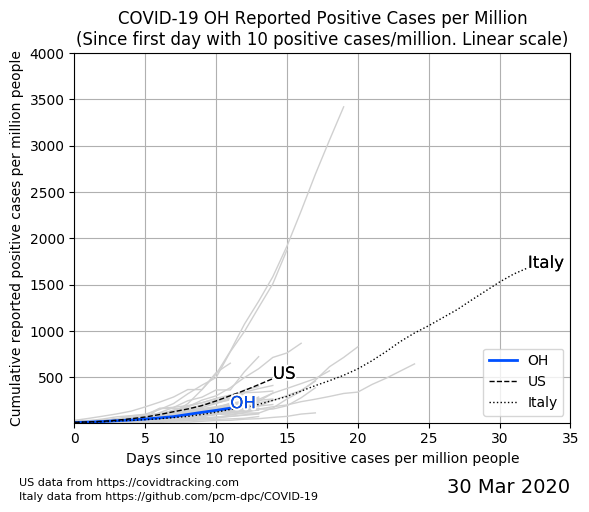 COVID-19 OH Reported Positive Cases per Million
(Since first day with 10 positive cases/million. Linear scale)
Cumulative reported positive cases per million people
4000
3500
3000
2500
2000
1500
1000
500
Italy
US
OH
OH
US
Italy
0 5 10 15 20 25 30 35
Days since 10 reported positive cases per million people
US data from https://covidtracking.com
Italy data from https://github.com/pcm-dpc/COVID-19
30 Mar 2020